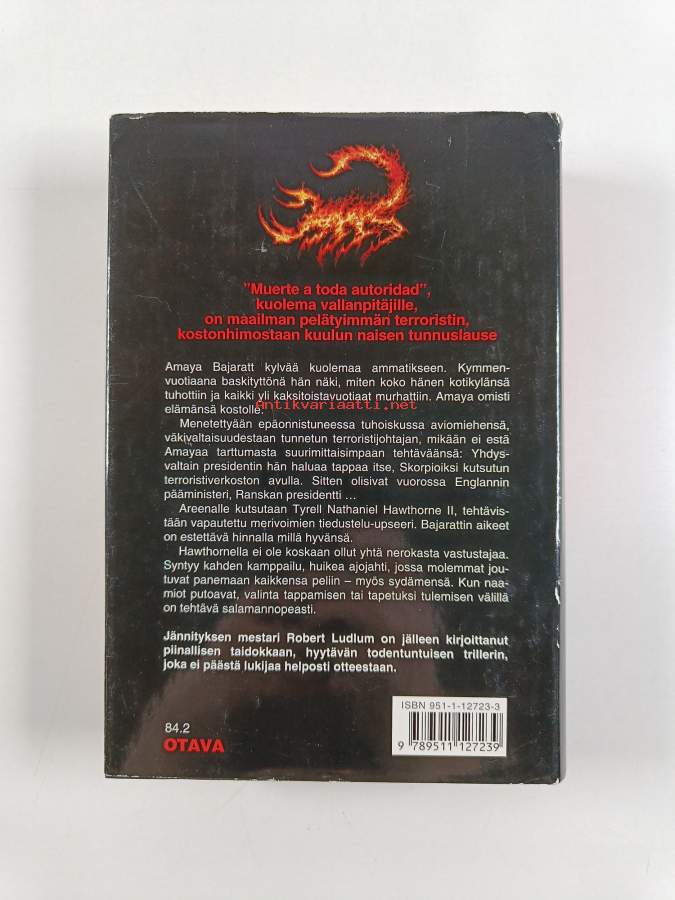 "Muerte a toda autoridad",
kuolema vallanpitäjille,
on maailman pelätyimmän terroristin,
kostonhimostaan kuulun naisen tunnuslause
Amaya Bajaratt kylvää kuolemaa ammatikseen. Kymmen-
vuotiaana baskityttönä hän näki, miten koko hänen kotikylänsä
tuhottiin ja kaikki yli kaksitoistavuotiaat murhattiin. Amaya omisti
Antikvariaatti.net
elämänsä kostolle.
Menetettyään epäonnistuneessa tuhoiskussa aviomiehensä,
väkivaltaisuudestaan tunnetun terroristijohtajan, mikään ei estä
Amayaa tarttumasta suurimittaisimpaan tehtäväänsä: Yhdys-
valtain presidentin hän haluaa tappaa itse, Skorpioiksi kutsutun
terroristiverkoston avulla. Sitten olisivat vuorossa Englannin
pääministeri, Ranskan presidentti ...
Areenalle kutsutaan Tyrell Nathaniel Hawthorne II, tehtävis-
tään vapautettu merivoimien tiedustelu-upseeri. Bajarattin aikeet
on estettävä hinnalla millä hyvänsä.
Hawthornella ei ole koskaan ollut yhtä nerokasta vastustajaa.
Syntyy kahden kamppailu, huikea ajojahti, jossa molemmat jou-
tuvat panemaan kaikkensa peliin – myös sydämensä. Kun naa-
miot putoavat, valinta tappamisen tai tapetuksi tulemisen välillä
on tehtävä salamannopeasti.
Jännityksen mestari Robert Ludlum on jälleen kirjoittanut
piinallisen taidokkaan, hyytävän todentuntuisen trillerin,
joka ei päästä lukijaa helposti otteestaan.
ISBN 951-1-12723-3
84.2
OTAVA
9 789511 127239